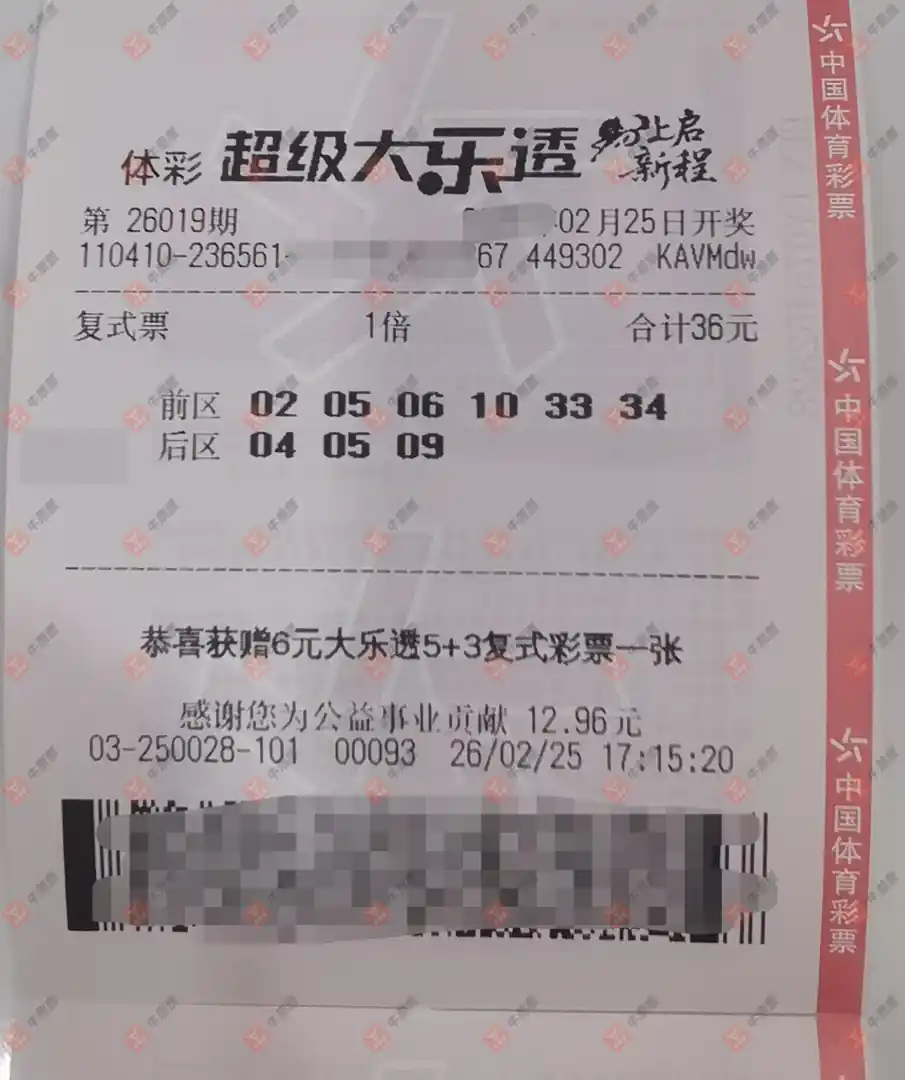 体彩 超级大乐透 马上启
新程
第 26019期 02月25日开奖
110410-236561- 67 449302 KAVMdw
复式票 1倍 合计36元
前区 02 05 06 10 33 34
后区 04 05 09
恭喜获赠6元大乐透5+3复式彩票一张
感谢您为公益事业贡献 12.96元
03-250028-101 00093 26/02/25 17:15:20
中国体育彩票
中国体育彩票
中国体育彩票